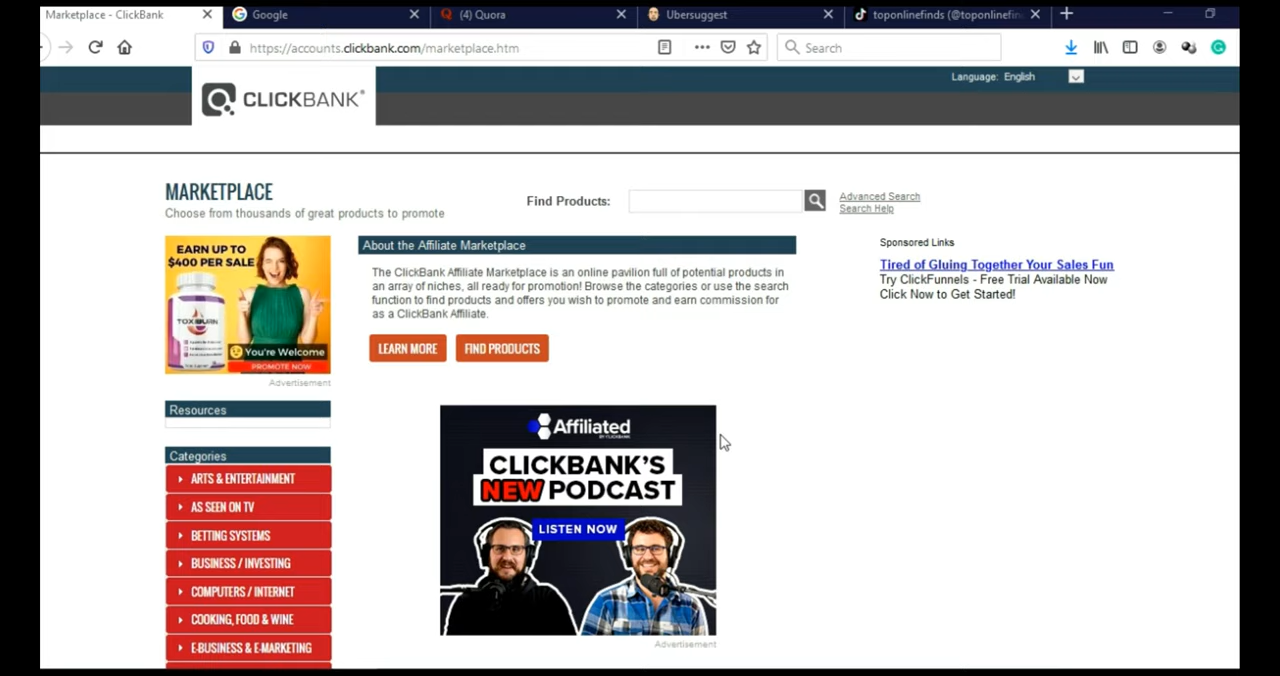 Marketplace - ClickBank
Google
(4) Quora
Ubersuggest
toponlinefinds (@toponlinefin
https://accounts.clickbank.com/marketplace.htm
Search
Language: English
CLICKBANK®
MARKETPLACE
Choose from thousands of great products to promote
Find Products:
Advanced Search
Search Help
EARN UP TO
$400 PER SALE
TOXIBURN
You're Welcome
PROMOTE NOW
Advertisement
About the Affiliate Marketplace
The ClickBank Affiliate Marketplace is an online pavilion full of potential products in
an array of niches, all ready for promotion! Browse the categories or use the search
function to find products and offers you wish to promote and earn commission for
as a ClickBank Affiliate.
LEARN MORE
FIND PRODUCTS
Sponsored Links
Tired of Gluing Together Your Sales Fun
Try ClickFunnels - Free Trial Available Now
Click Now to Get Started!
Resources
Categories
ARTS & ENTERTAINMENT
AS SEEN ON TV
BETTING SYSTEMS
BUSINESS / INVESTING
COMPUTERS / INTERNET
COOKING, FOOD & WINE
E-BUSINESS & E-MARKETING
Affiliated
BY CLICKBANK
CLICKBANK'S
NEW PODCAST
LISTEN NOW
Advertisement